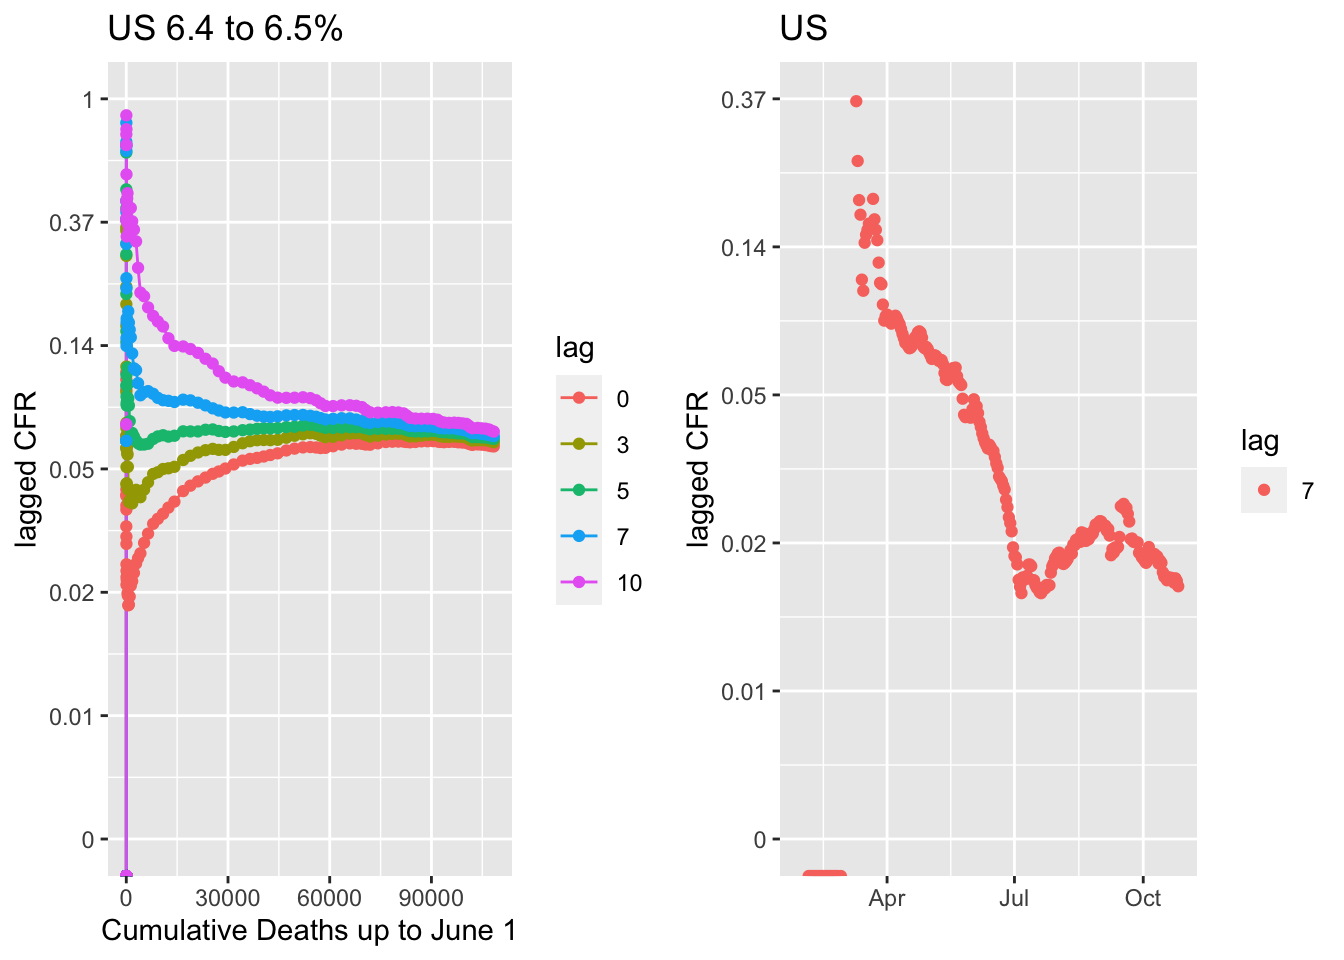 US 6.4 to 6.5%
lagged CFR
1
0.37
0.14
0.05
0.02
0.01
0
0 30000 60000 90000
Cumulative Deaths up to June 1
lag
0
3
5
7
10
US
lagged CFR
0.37
0.14
0.05
0.02
0.01
0
Apr Jul Oct
lag
7